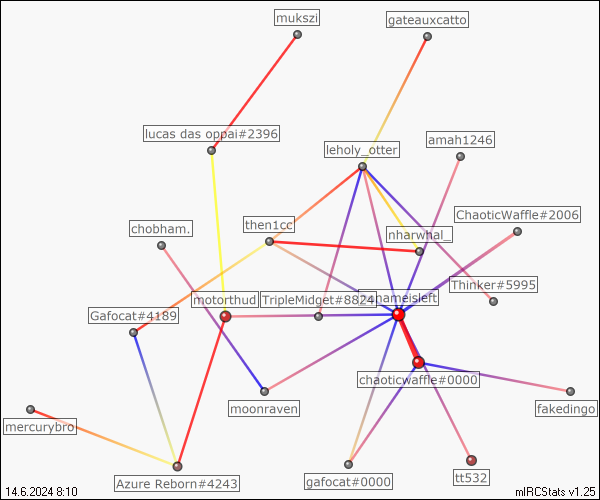 mukszi
gateauxcatto
lucas das oppai#2396
amah1246
leholy_otter
ChaoticWaffle#2006
chobham.
then1cc
nharwhal_
Thinker#5995
motorthud
TripleMidget#8824
Gafocat#4189
chaoticwaffle#0000
moonraven
fakedingo
mercurybro
Azure Reborn#4243
gafocat#0000
tt532
14.6.2024 8:10
mIRCStats v1.25